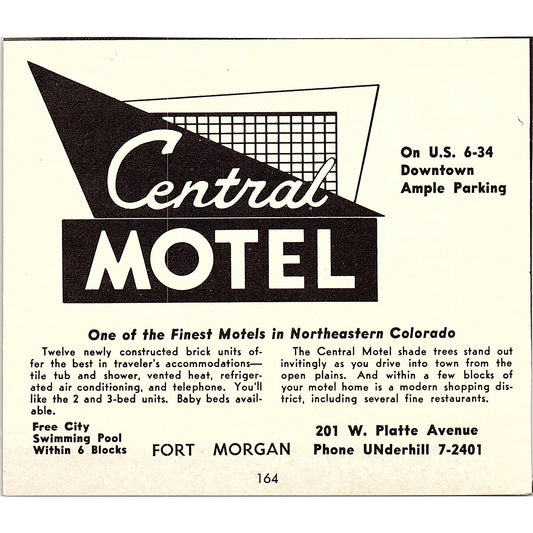 Central
MOTEL
On U.S. 6-34
Downtown
Ample Parking
One of the Finest Motels in Northeastern Colorado
Twelve newly constructed brick units of-
fer the best in traveler's accommodations—
tile tub and shower, vented heat, refriger-
ated air conditioning, and telephone. You'll
like the 2 and 3-bed units. Baby beds avail-
able.
The Central Motel shade trees stand out
invitingly as you drive into town from the
open plains. And within a few blocks of
your motel home is a modern shopping dis-
trict, including several fine restaurants.
Free City
Swimming Pool
Within 6 Blocks
FORT MORGAN
201 W. Platte Avenue
Phone UNderhill 7-2401
164